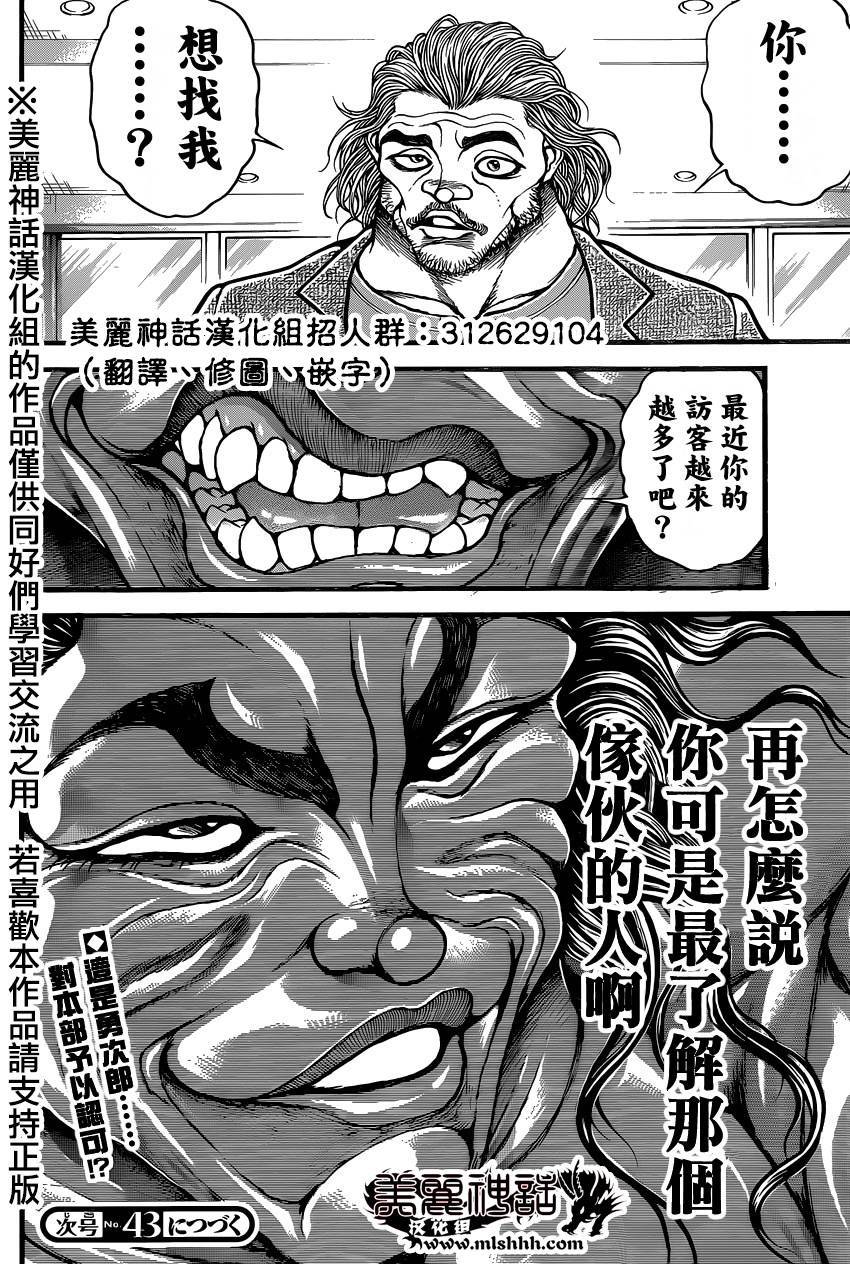 你……
想找我
……?
美麗神話漢化組招人群：312629104
（翻譯、修圖、嵌字）
最近你的
訪客越來
越多了吧？
再怎麼說
你可是最了解那個
傢伙的人啊
◆這是勇次郎……
對本部予以認可!?
次号No.43につづく
じごう
美麗神話
汉化组
www.mlshhh.com
※美麗神話漢化組的作品僅供同好們學習交流之用 若喜歡本作品請支持正版